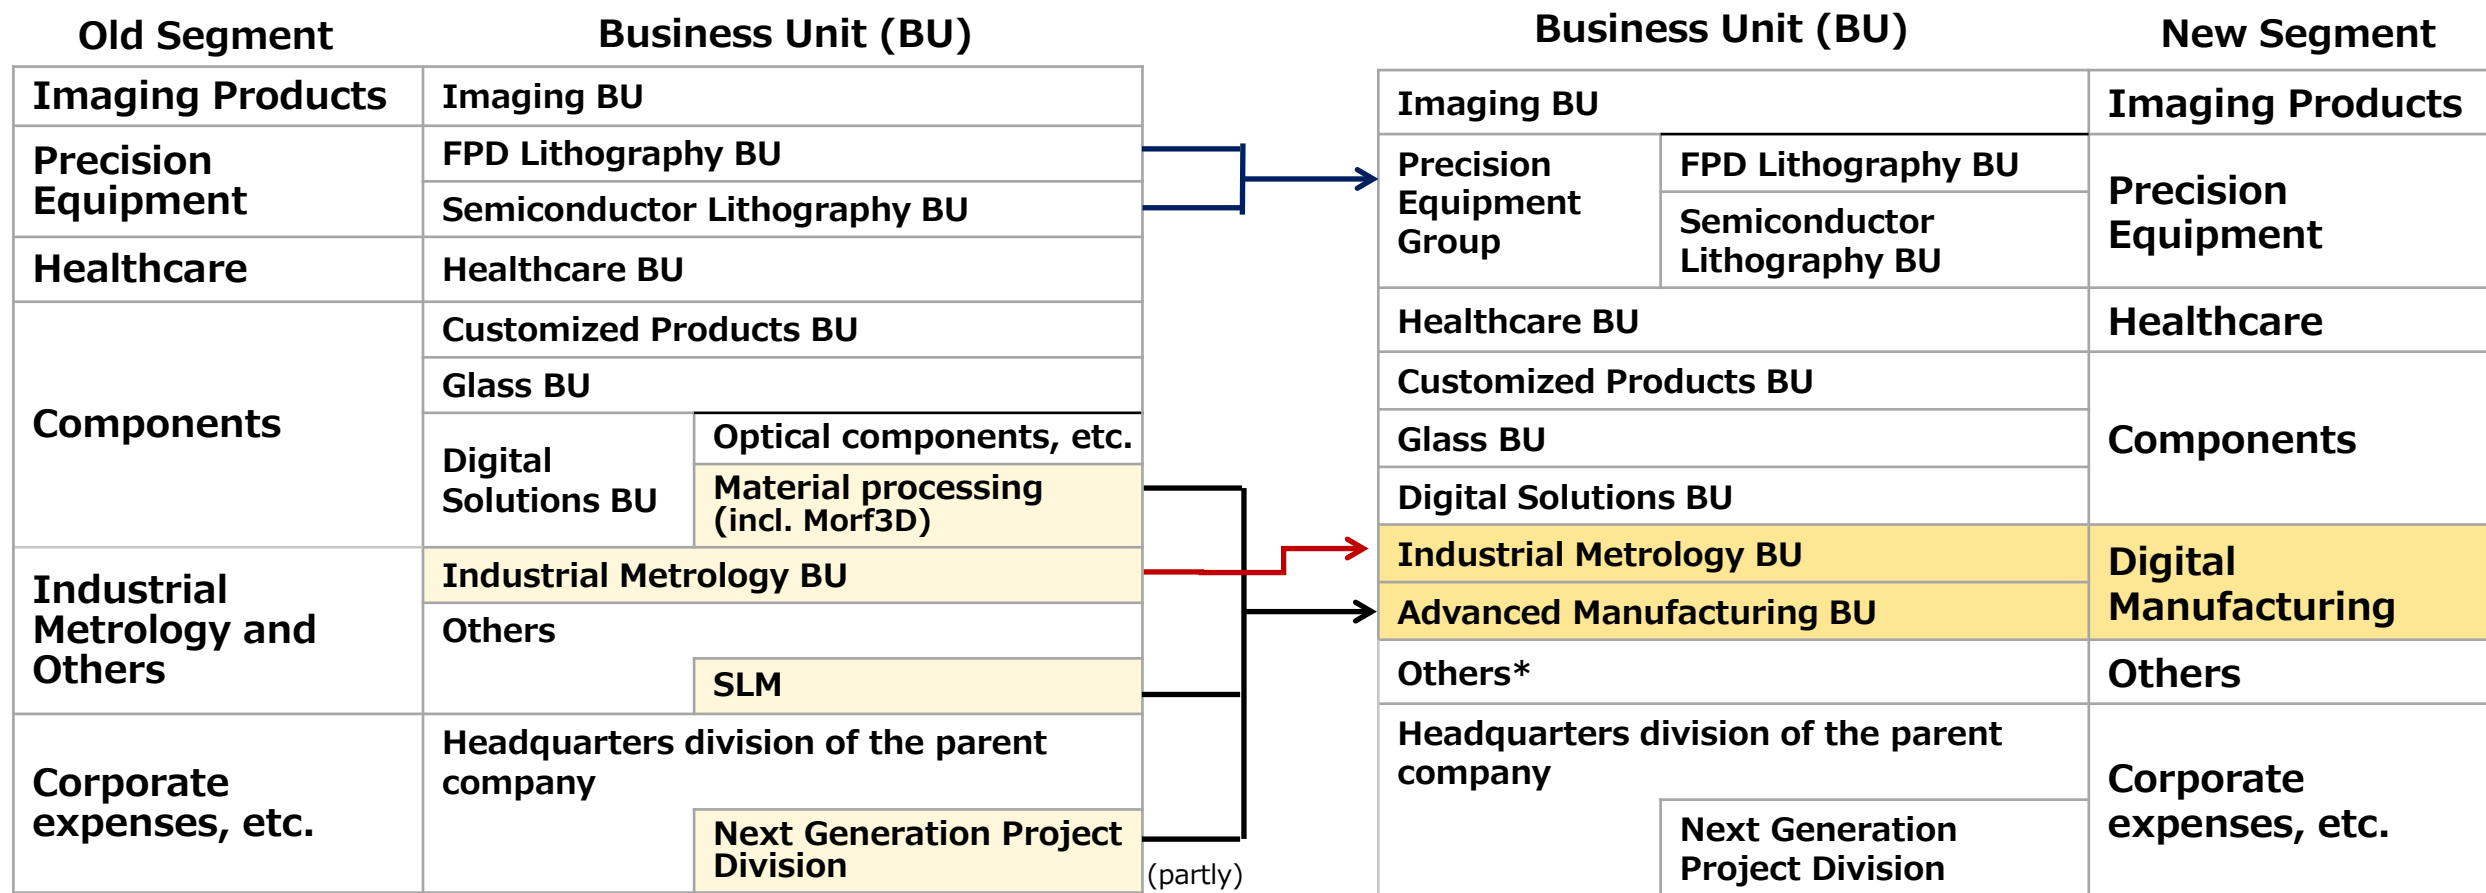 Old Segment
Business Unit (BU)
Imaging Products
Imaging BU
Precision
Equipment
FPD Lithography BU
Semiconductor Lithography BU
Healthcare
Healthcare BU
Components
Customized Products BU
Glass BU
Digital
Solutions BU
Optical components, etc.
Material processing
(incl. Morf3D)
Industrial
Metrology and
Others
Industrial Metrology BU
Others
SLM
Corporate
expenses, etc.
Headquarters division of the parent
company
Next Generation Project
Division
(partly)
Business Unit (BU)
New Segment
Imaging BU
Imaging Products
Precision
Equipment
Group
FPD Lithography BU
Semiconductor
Lithography BU
Precision
Equipment
Healthcare BU
Healthcare
Customized Products BU
Glass BU
Digital Solutions BU
Components
Industrial Metrology BU
Advanced Manufacturing BU
Digital
Manufacturing
Others*
Others
Headquarters division of the parent
company
Next Generation
Project Division
Corporate
expenses, etc.